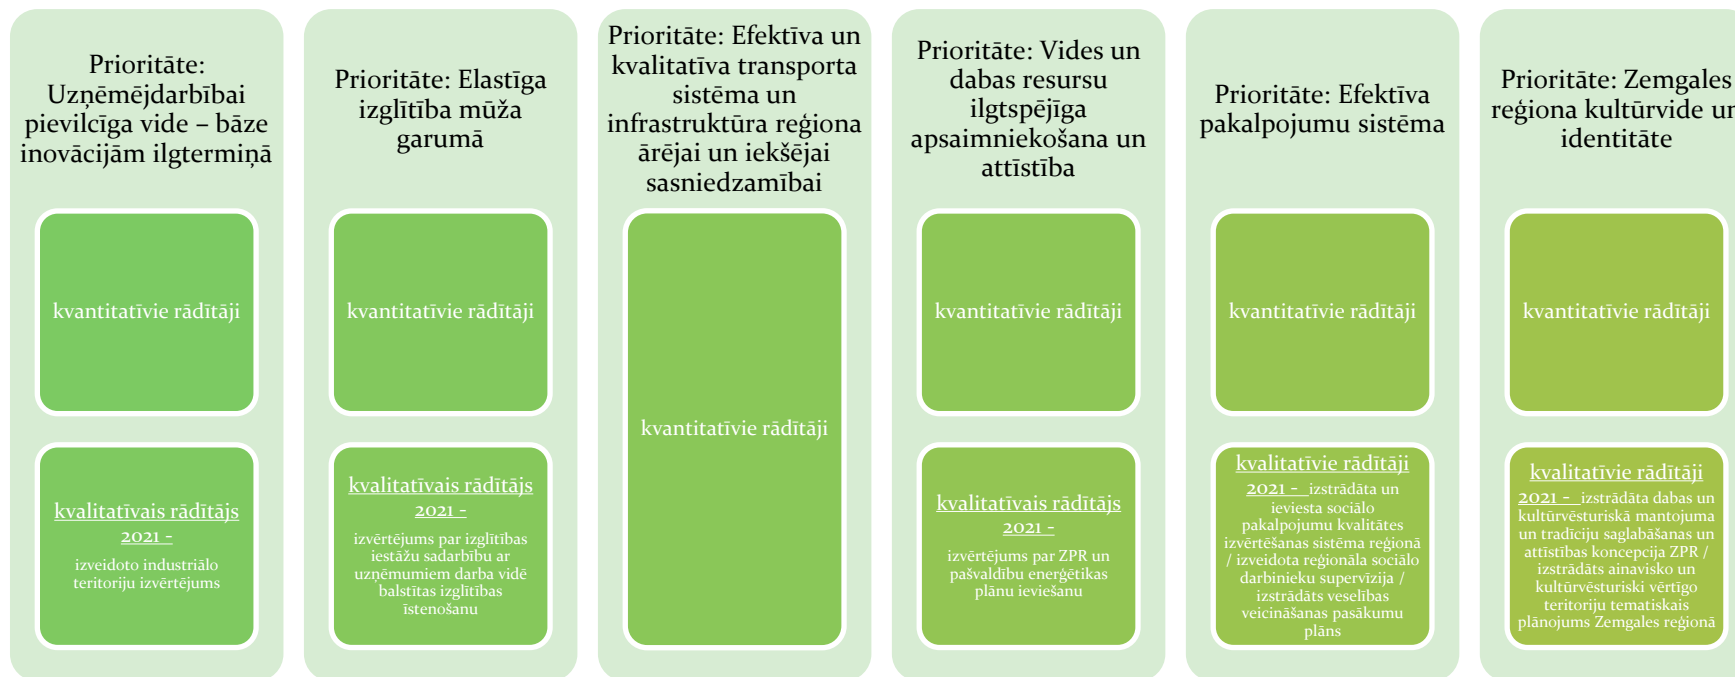 Prioritāte:
Uzņēmējdarbībai
pievilcīga vide – bāze
inovācijām ilgtermiņā
kvantitatīvie rādītāji
kvalitatīvais rādītājs
2021 -
izveidoto industriālo
teritoriju izvērtējums
Prioritāte: Elastīga
izglītība mūža
garumā
kvantitatīvie rādītāji
kvalitatīvais rādītājs
2021 -
izvērtējums par izglītības
iestāžu sadarbību ar
uzņēmumiem darba vidē
balstītas izglītības
īstenošanu
Prioritāte: Efektīva un
kvalitatīva transporta
sistēma un
infrastruktūra reģiona
ārējai un iekšējai
sasniedzamībai
kvantitatīvie rādītāji
Prioritāte: Vides un
dabas resursu
ilgtspējīga
apsaimniekošana un
attīstība
kvantitatīvie rādītāji
kvalitatīvais rādītājs
2021 -
izvērtējums par ZPR un
pašvaldību enerģētikas
plānu ieviešanu
Prioritāte: Efektīva
pakalpojumu sistēma
kvantitatīvie rādītāji
kvalitatīvie rādītāji
2021 - izstrādāta un
ieviesta sociālo
pakalpojumu kvalitātes
izvērtēšanas sistēma reģionā
/ izveidota reģionāla sociālo
darbinieku supervīzija /
izstrādāts veselības
veicināšanas pasākumu
plāns
Prioritāte: Zemgales
reģiona kultūrvide un
identitāte
kvantitatīvie rādītāji
kvalitatīvie rādītāji
2021 - izstrādāta dabas un
kultūrvēsturiskā mantojuma
un tradīciju saglabāšanas un
attīstības koncepcija ZPR /
izstrādāts ainavisko un
kultūrvēsturiski vērtīgo
teritoriju tematiskais
plānojums Zemgales reģionā